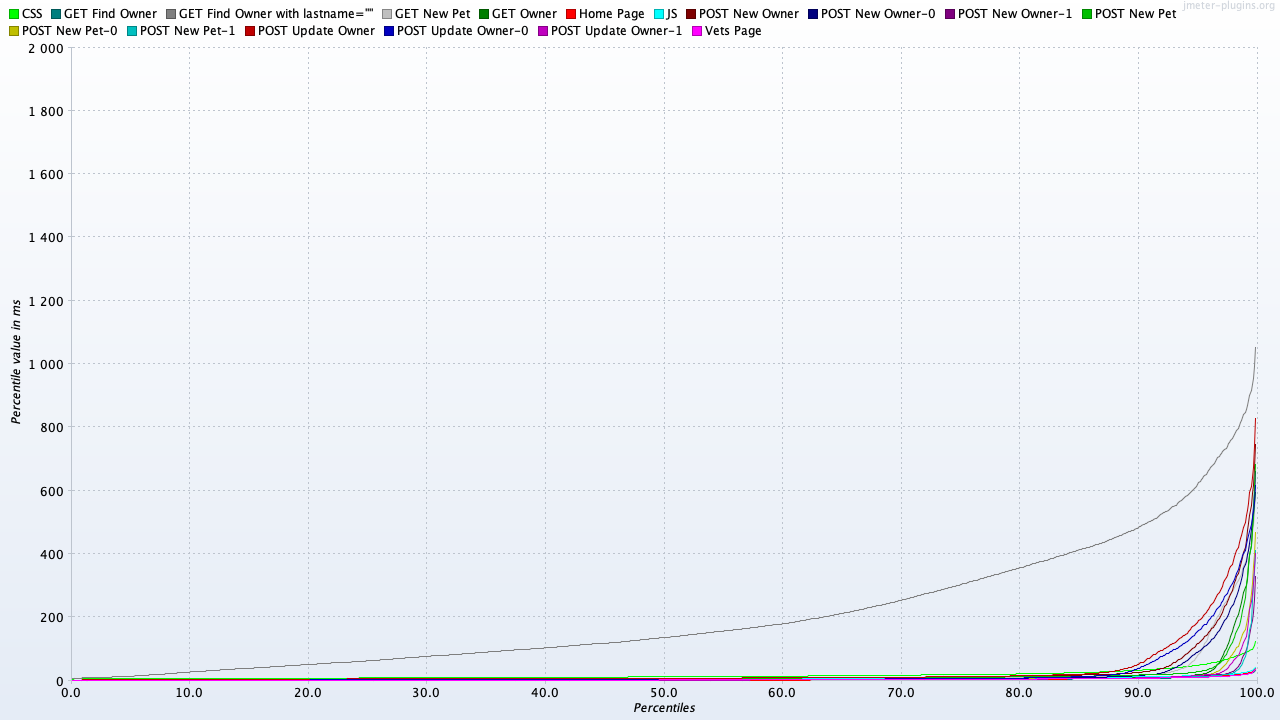 jmeter-plugins.org
CSS GET Find Owner GET Find Owner with lastname="" GET New Pet GET Owner Home Page JS POST New Owner POST New Owner-0 POST New Owner-1 POST New Pet
POST New Pet-0 POST New Pet-1 POST Update Owner POST Update Owner-0 POST Update Owner-1 Vets Page
2 000
1 800
1 600
1 400
1 200
1 000
800
600
400
200
0
Percentile value in ms
0.0 10.0 20.0 30.0 40.0 50.0 60.0 70.0 80.0 90.0 100.0
Percentiles